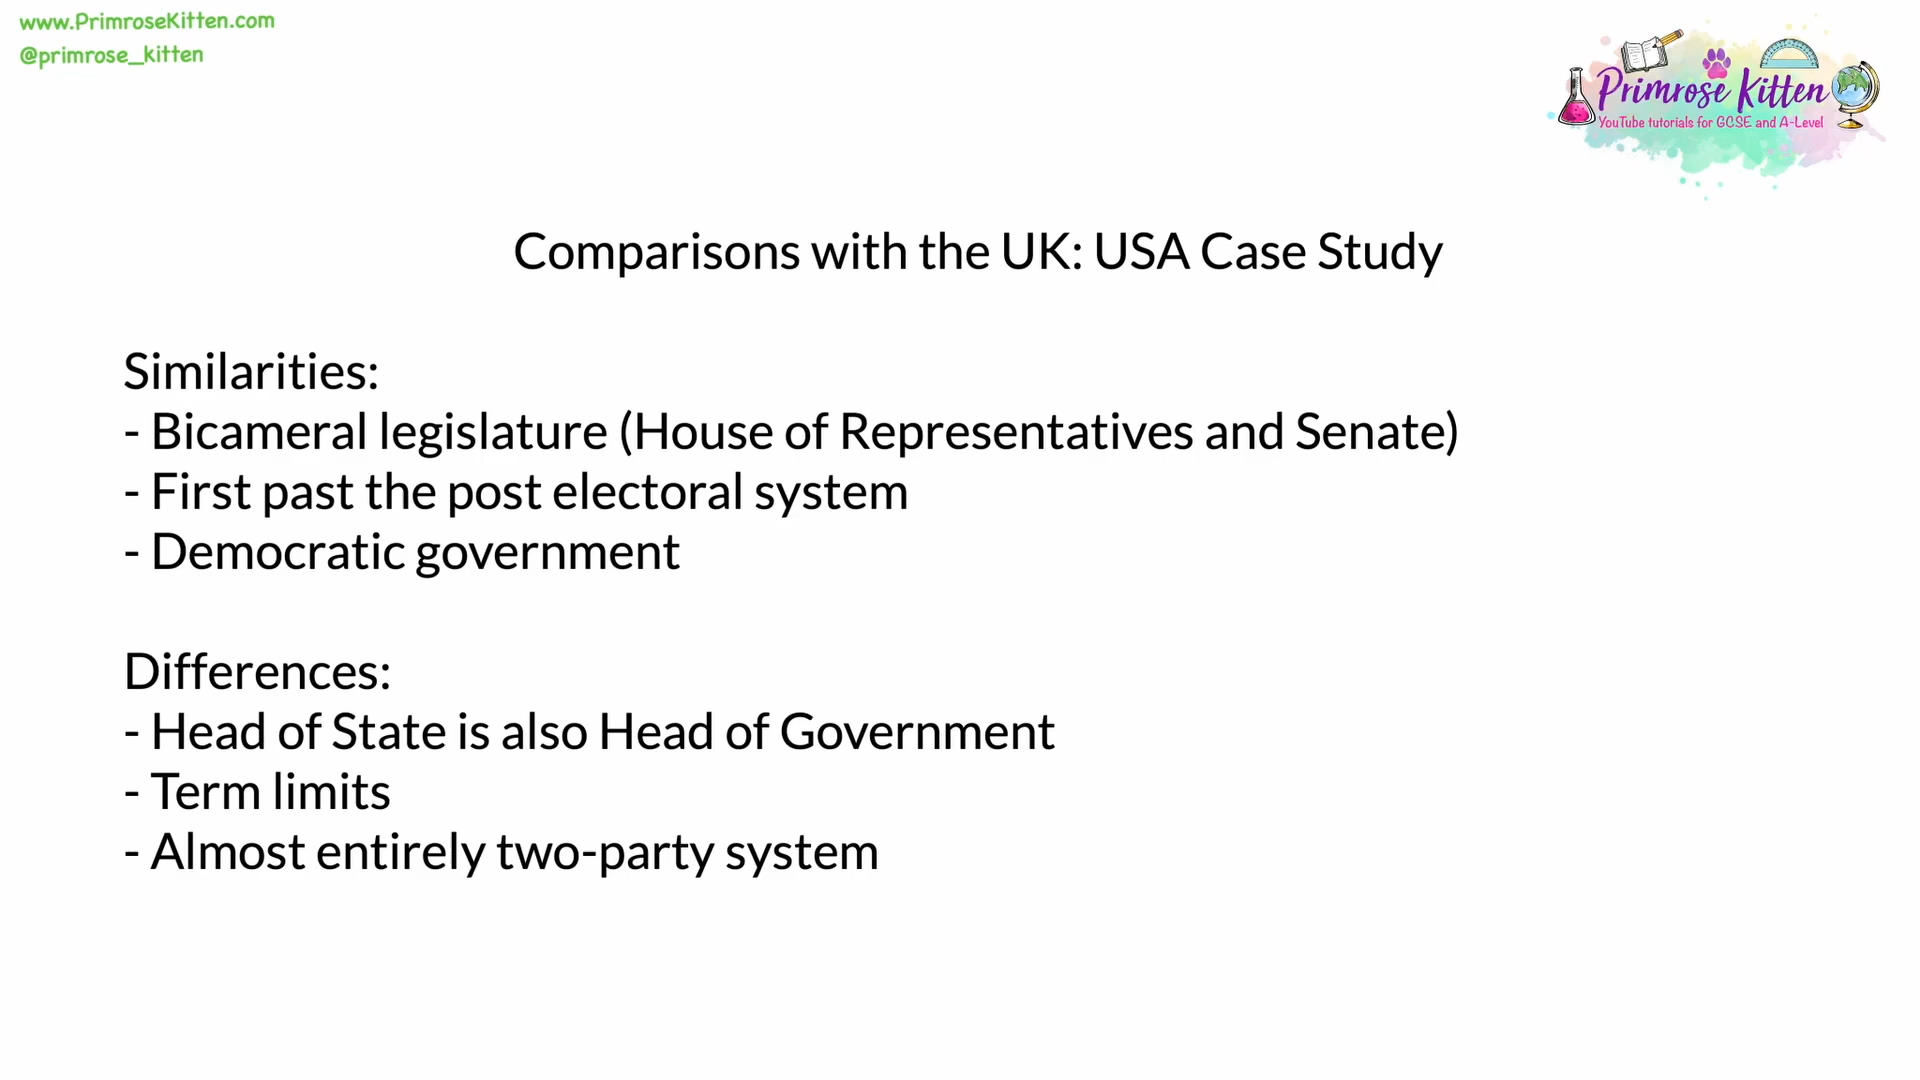 www.PrimroseKitten.com
@primrose_kitten
Primrose Kitten
YouTube tutorials for GCSE and A-Level
Comparisons with the UK: USA Case Study
Similarities:
- Bicameral legislature (House of Representatives and Senate)
- First past the post electoral system
- Democratic government
Differences:
- Head of State is also Head of Government
- Term limits
- Almost entirely two-party system